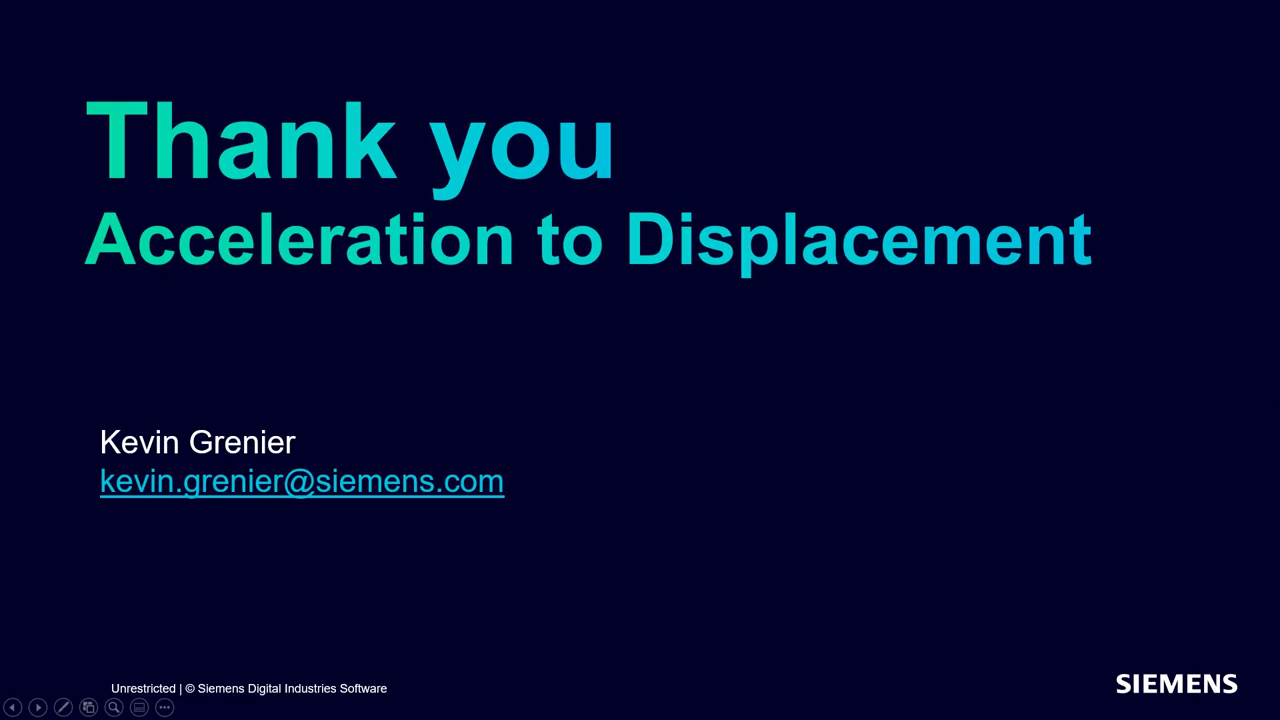 Thank you
Acceleration to Displacement
Kevin Grenier
kevin.grenier@siemens.com
Unrestricted | © Siemens Digital Industries Software
SIEMENS